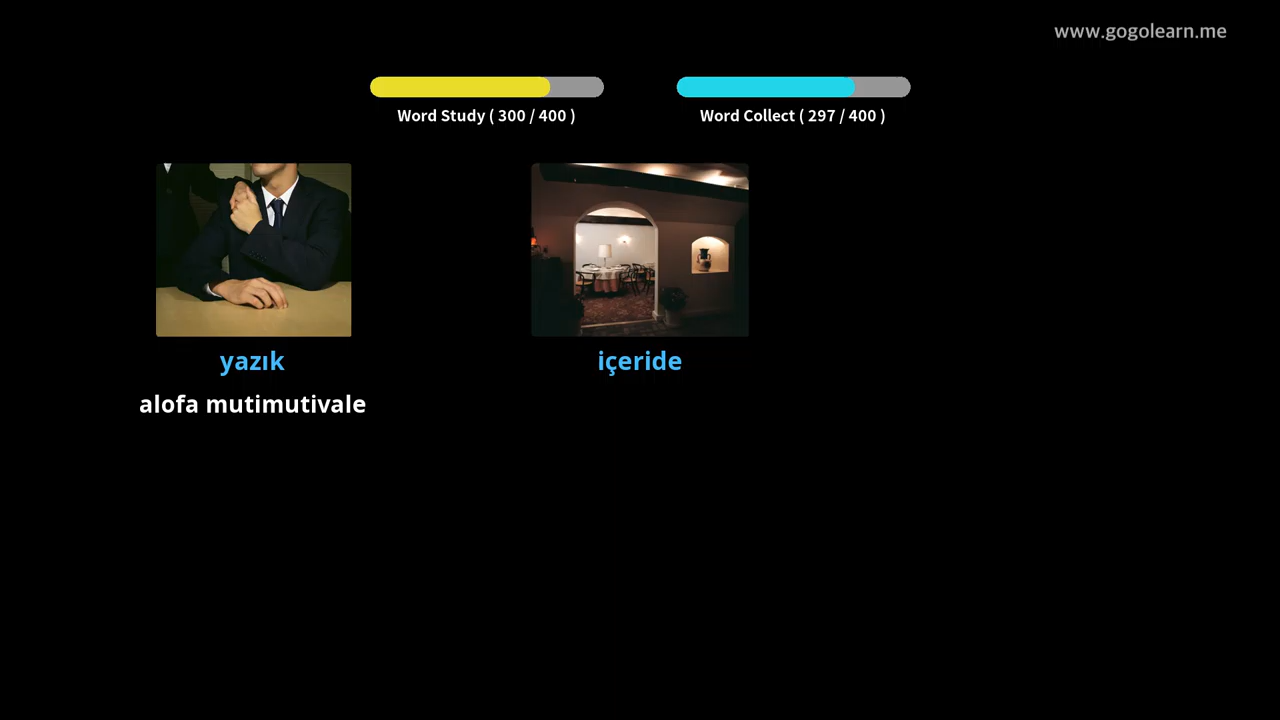 www.gogolearn.me
Word Study ( 300 / 400 )
Word Collect ( 297 / 400 )
yazık
içeride
alofa mutimutivale